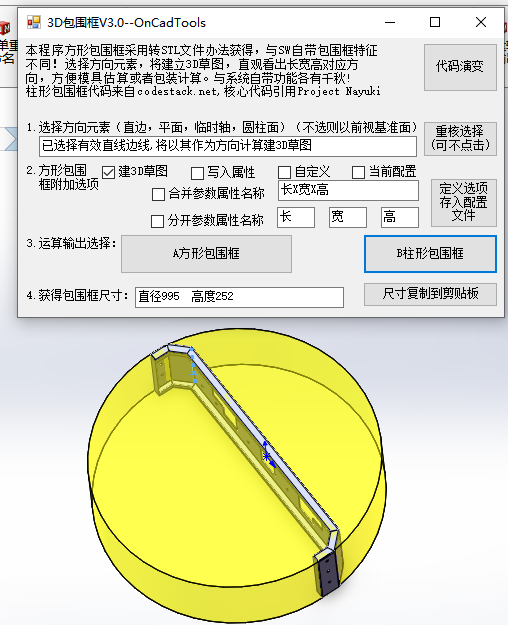 3D包围框V3.0--OnCadTools
本程序方形包围框采用转STL文件办法获得，与SW自带包围框特征
不同！选择方向元素，将建立3D草图，直观看出长宽高对应方
向，方便模具估算或者包装计算。与系统自带功能各有千秋!
柱形包围框代码来自codestack.net,核心代码引用Project Nayuki
代码演变
1.选择方向元素（直边，平面，临时轴，圆柱面）（不选则以前视基准面）
已选择有效直线边线,将以其作为方向计算建3D草图
重核选择
(可不点击)
2.方形包围
框附加选项
建3D草图
写入属性
自定义
当前配置
合并参数属性名称
长X宽X高
分开参数属性名称
长
宽
高
定义选项
存入配置
文件
3.运算输出选择：
A方形包围框
B柱形包围框
4.获得包围框尺寸：
直径995 高度252
尺寸复制到剪贴板